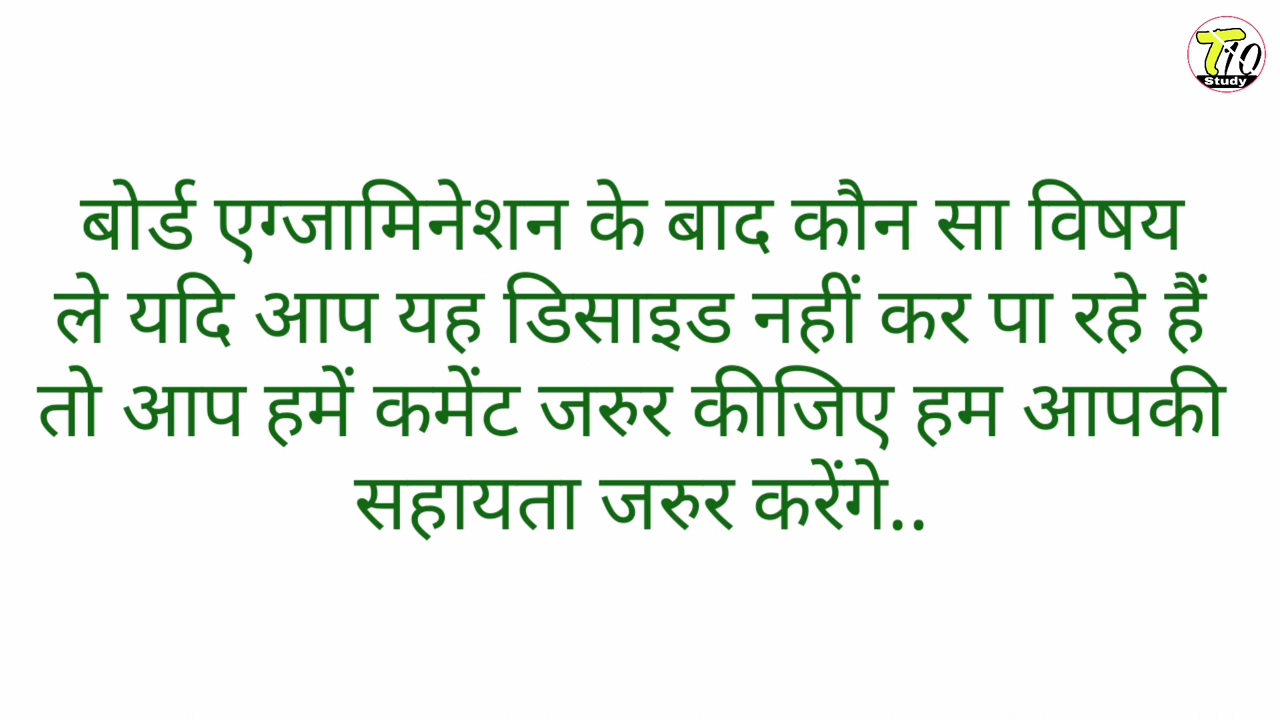 T10
Study
बोर्ड एग्जामिनेशन के बाद कौन सा विषय
ले यदि आप यह डिसाइड नहीं कर पा रहे हैं
तो आप हमें कमेंट जरुर कीजिए हम आपकी
सहायता जरुर करेंगे..